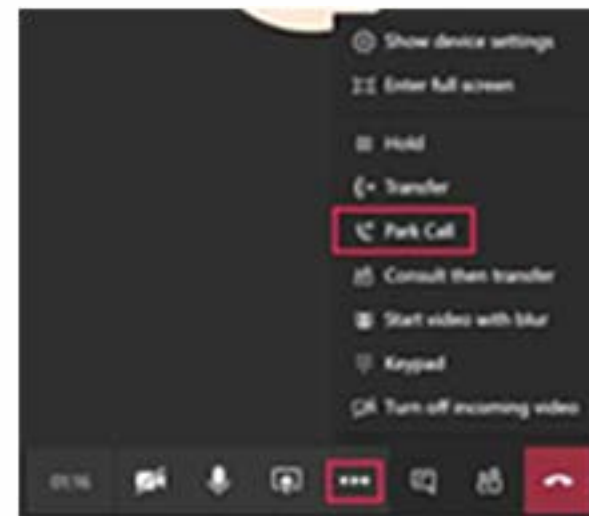 Show device settings
Enter full screen
Hold
Transfer
Park Call
Consult then transfer
Start video with blur
Keypad
Turn off incoming video
01:16